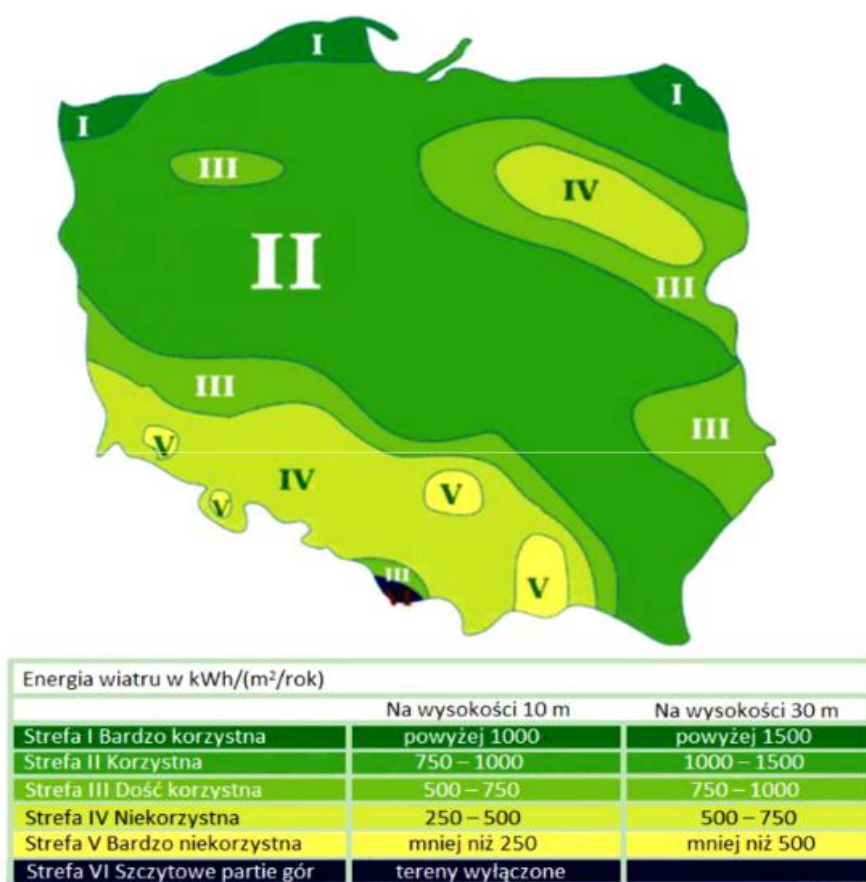 I
I
I
III
IV
II
III
III
III
V
IV
V
V
III
VI
V
Energia wiatru w kWh/(m²/rok)
Na wysokości 10 m Na wysokości 30 m
Strefa I Bardzo korzystna powyżej 1000 powyżej 1500
Strefa II Korzystna 750 – 1000 1000 – 1500
Strefa III Dość korzystna 500 – 750 750 – 1000
Strefa IV Niekorzystna 250 – 500 500 – 750
Strefa V Bardzo niekorzystna mniej niż 250 mniej niż 500
Strefa VI Szczytowe partie gór tereny wyłączone